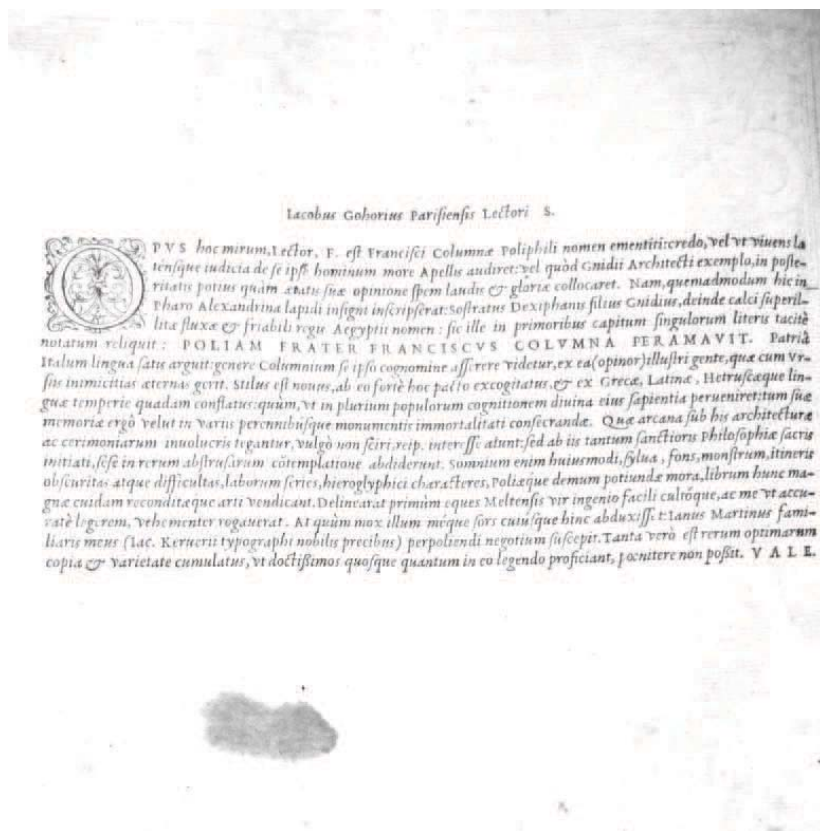 Iacobus Gohorius Parisiensis Lectori S.
OPVS hoc mirum, Lector, F. est Francisci Columnæ Poliphili nomen ementiti: credo, vel vt viuens la
tensque iudicia de se ipse hominum more Apellis audiret: vel quòd Gnidii Architecti exemplo, in poste-
ritatis potius quàm ætatis suæ opinione spem laudis & gloriæ collocaret. Nam, quemadmodum hic in
Pharo Alexandrina lapidi insigni inscripserat: Sostratus Dexiphanis filius Gnidius, deinde calci superil-
litæ fluxæ & friabili regis Aegyptii nomen: sic ille in primoribus capitum singulorum literis tacitè
notatum reliquit: POLIAM FRATER FRANCISCVS COLVMNA PERAMAVIT. Patriã
Italum lingua satis arguit: genere Columnium se ipso cognomine asserere videtur, ex ea (opinor) illustri gente, quæ cum Vr-
sis inimicitias æternas gerit. Stilus est nouus, ab eo fortè hoc pacto excogitatus, & ex Grecæ, Latinæ, Hetruscæque lin-
guæ temperie quadam conflatus: quùm, vt in plurium populorum cognitionem diuina eius sapientia perueniret: tum suæ
memoriæ ergò velut in variis perennibusque monumentis immortalitati consecrandæ. Quæ arcana sub his architecturæ
ac cerimoniarum inuolucris tegantur, vulgò non sciri, reip. interesse aiunt: sed ab iis tantum sanctioris Philosophiæ sacris
initiati, sese in rerum abstrusarum cõtemplatione abdiderunt. Somnium enim huiusmodi, sylua, fons, monstrum, itineris
obscuritas atque difficultas, laborum series, hieroglyphici characteres, Poliæque demum potiundæ mora, librum hunc ma-
gnæ cuidam reconditæque arti vendicant. Delinearat primùm eques Meltensis vir ingenio facili cultóque, ac me vt accu-
ratè legerem, vehementer rogauerat. At quùm mox illum méque sors cuiusque hinc abduxisset: Ianus Martinus fami-
liaris meus (Iac. Keruerii typographi nobilis precibus) perpoliendi negotium suscepit. Tanta verò est rerum optimarum
copia & varietate cumulatus, vt doctissimos quosque quantum in eo legendo proficiant, pœnitere non possit. VALE.